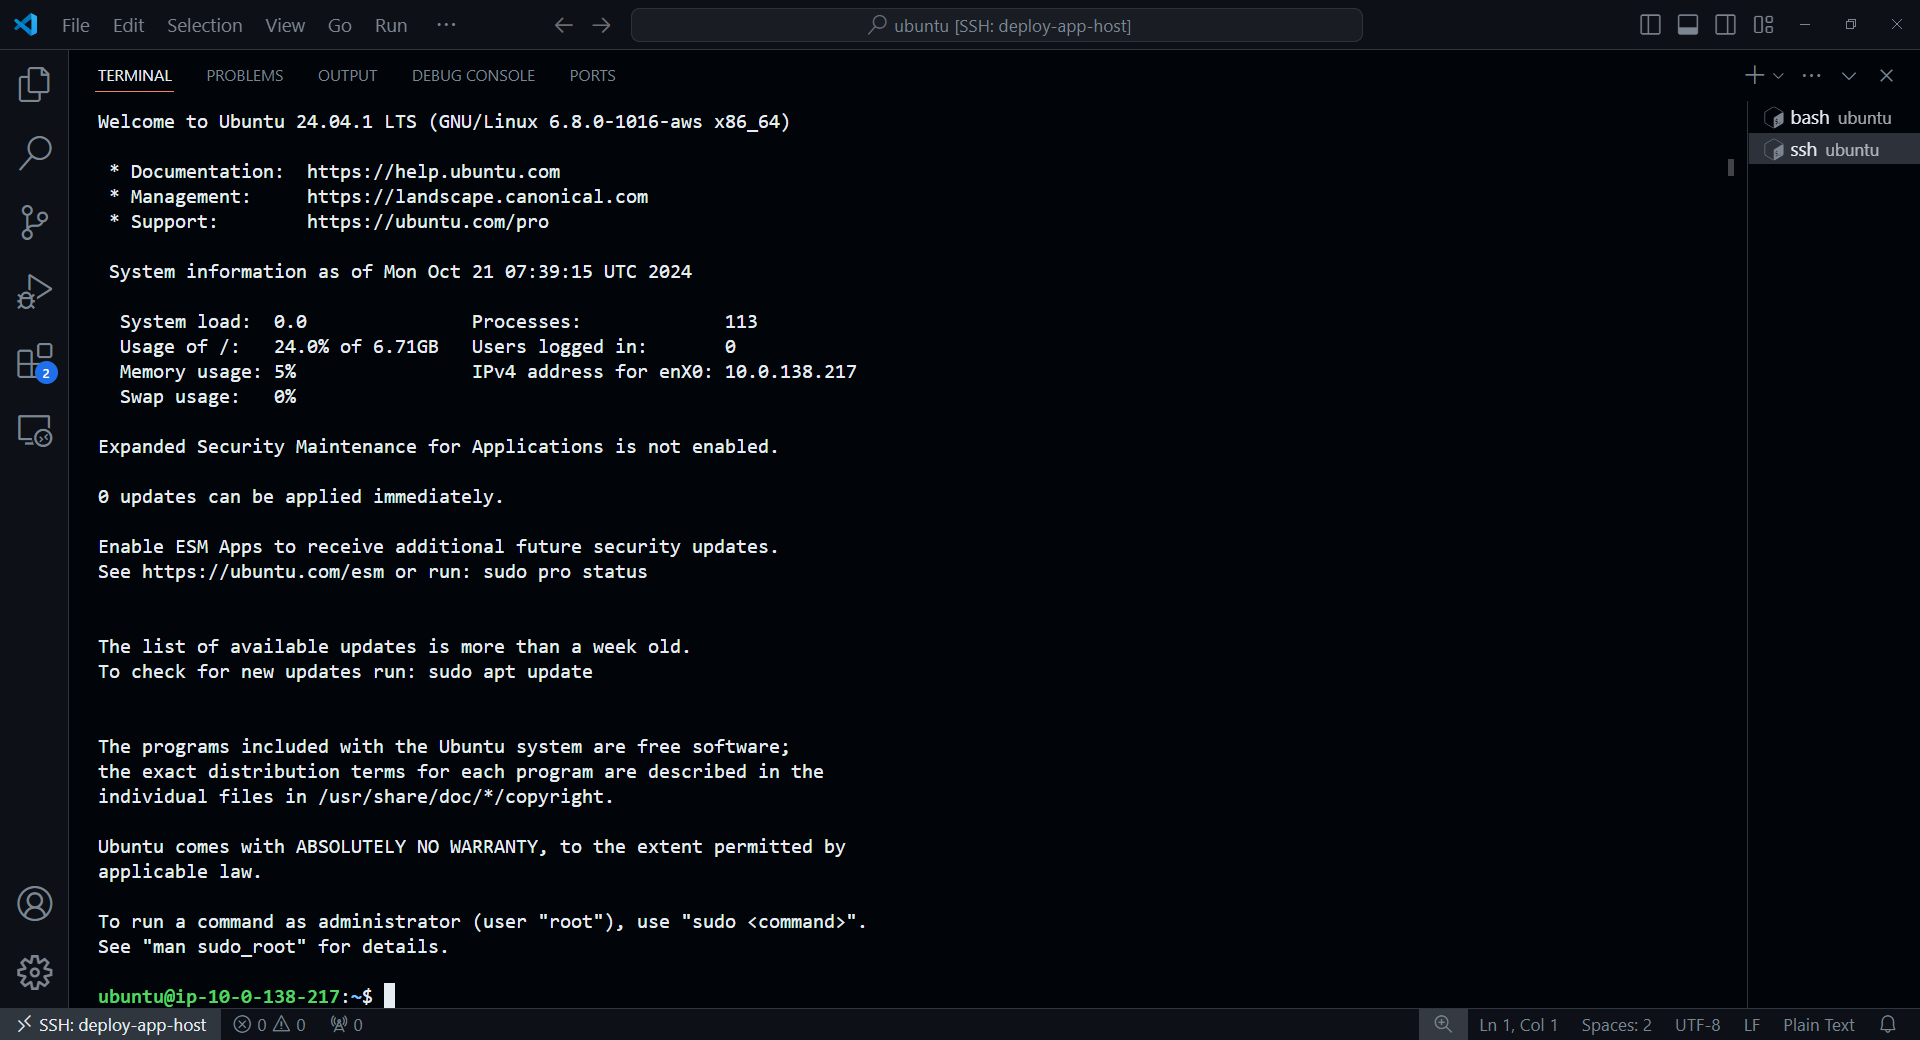 File Edit Selection View Go Run ···
ubuntu [SSH: deploy-app-host]
TERMINAL PROBLEMS OUTPUT DEBUG CONSOLE PORTS
bash ubuntu
ssh ubuntu
Welcome to Ubuntu 24.04.1 LTS (GNU/Linux 6.8.0-1016-aws x86_64)
* Documentation: https://help.ubuntu.com
* Management: https://landscape.canonical.com
* Support: https://ubuntu.com/pro
System information as of Mon Oct 21 07:39:15 UTC 2024
System load: 0.0 Processes: 113
Usage of /: 24.0% of 6.71GB Users logged in: 0
Memory usage: 5% IPv4 address for enX0: 10.0.138.217
Swap usage: 0%
Expanded Security Maintenance for Applications is not enabled.
0 updates can be applied immediately.
Enable ESM Apps to receive additional future security updates.
See https://ubuntu.com/esm or run: sudo pro status
The list of available updates is more than a week old.
To check for new updates run: sudo apt update
The programs included with the Ubuntu system are free software;
the exact distribution terms for each program are described in the
individual files in /usr/share/doc/*/copyright.
Ubuntu comes with ABSOLUTELY NO WARRANTY, to the extent permitted by
applicable law.
To run a command as administrator (user "root"), use "sudo <command>".
See "man sudo_root" for details.
ubuntu@ip-10-0-138-217:~$
2
SSH: deploy-app-host 0 0 0 Ln 1, Col 1 Spaces: 2 UTF-8 LF Plain Text